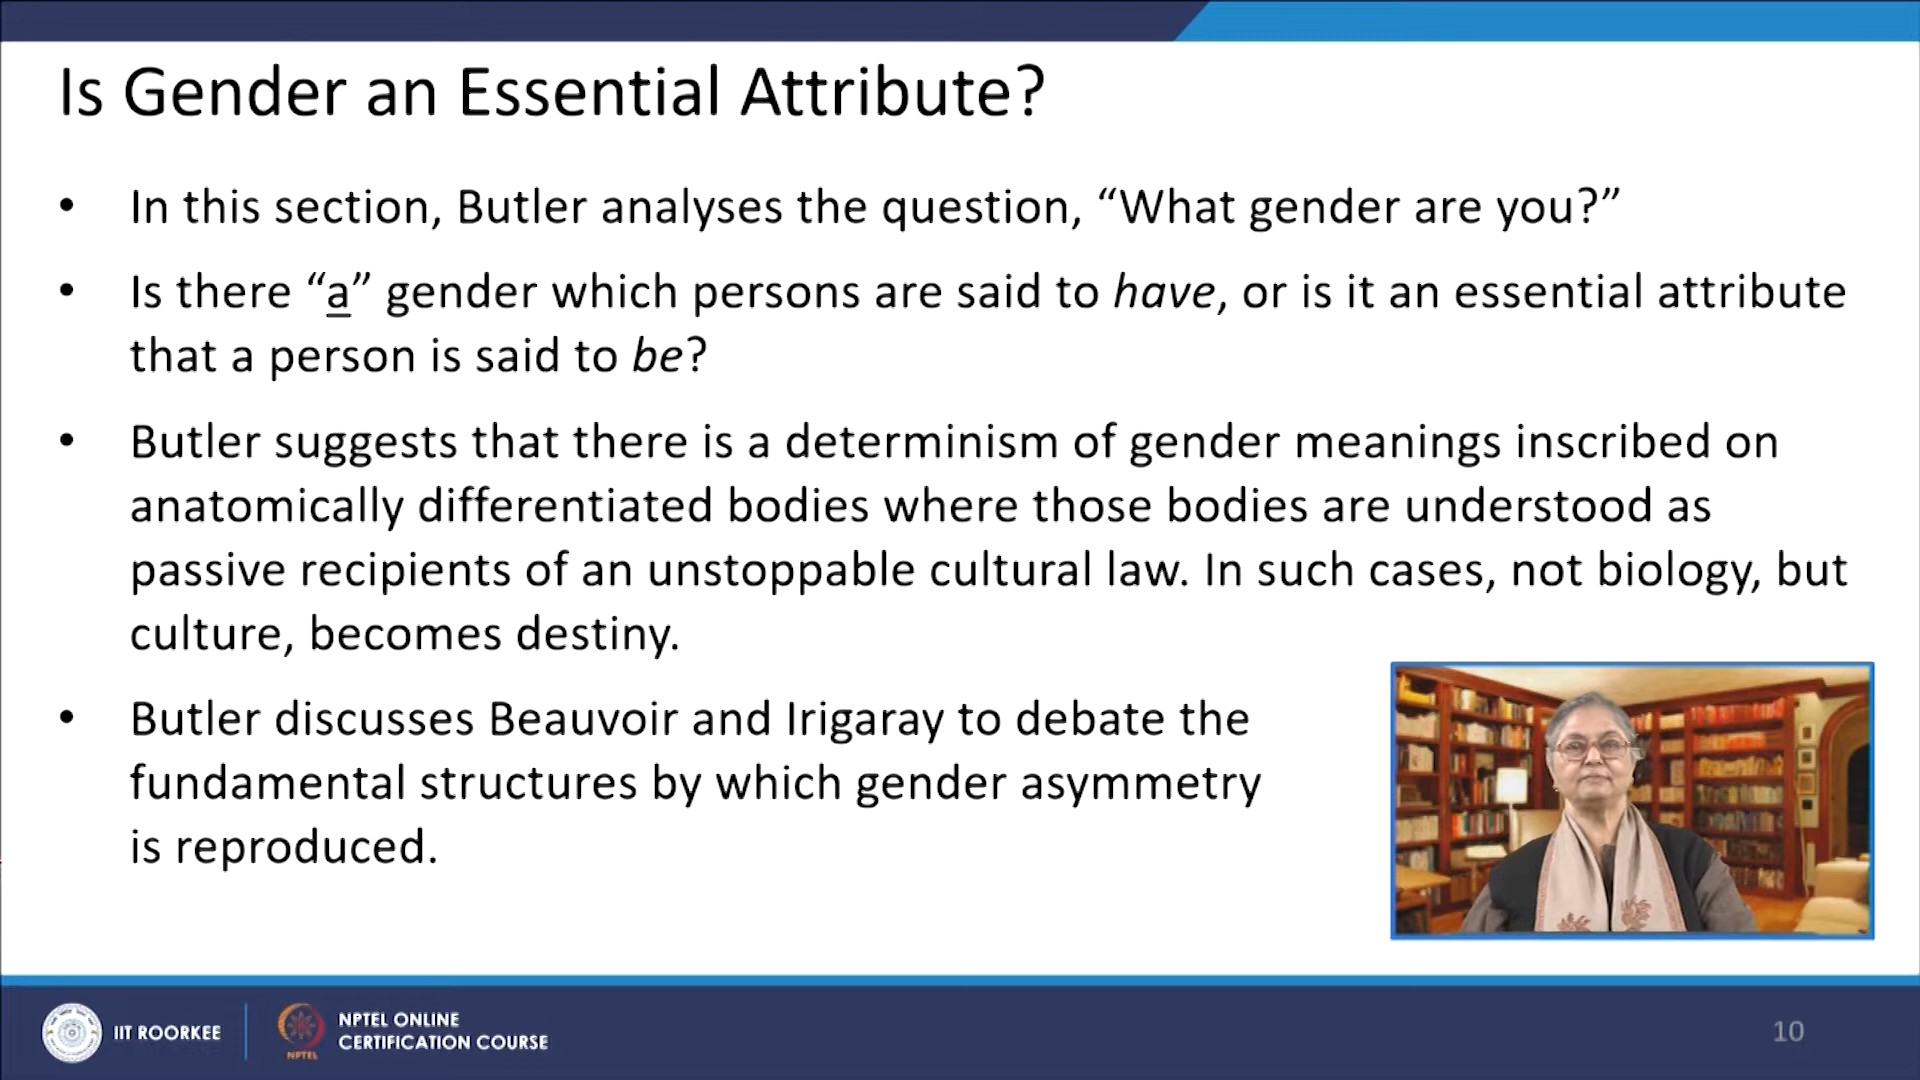 Is Gender an Essential Attribute?
• In this section, Butler analyses the question, “What gender are you?”
• Is there “a” gender which persons are said to have, or is it an essential attribute
that a person is said to be?
• Butler suggests that there is a determinism of gender meanings inscribed on
anatomically differentiated bodies where those bodies are understood as
passive recipients of an unstoppable cultural law. In such cases, not biology, but
culture, becomes destiny.
• Butler discusses Beauvoir and Irigaray to debate the
fundamental structures by which gender asymmetry
is reproduced.
IIT ROORKEE
NPTEL
NPTEL ONLINE
CERTIFICATION COURSE
10